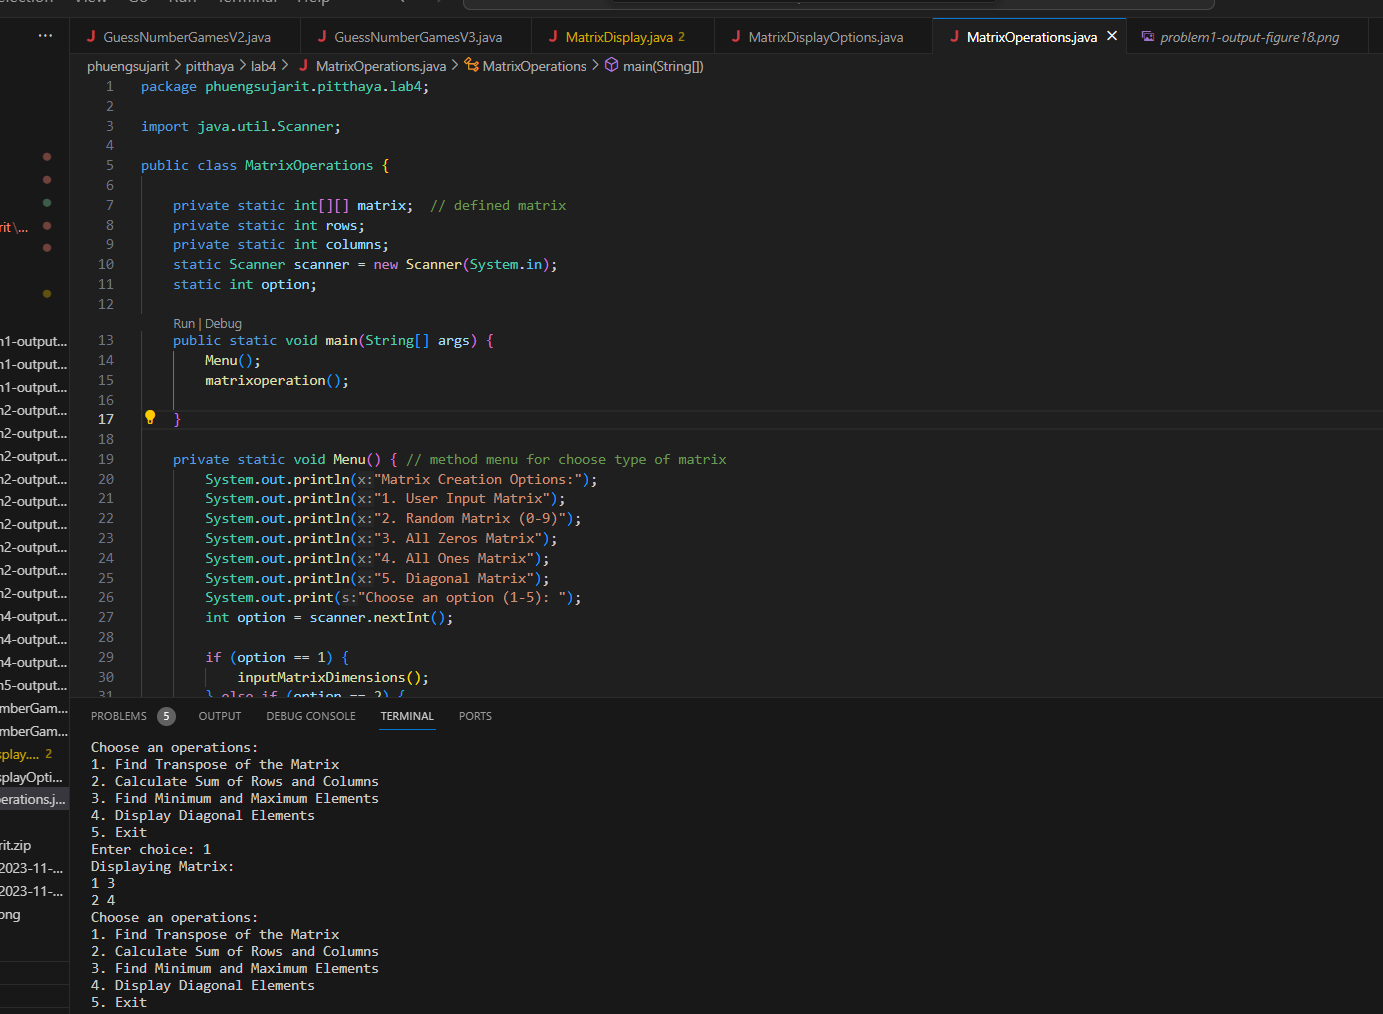 Terminal Help
GuessNumberGamesV2.java
GuessNumberGamesV3.java
MatrixDisplay.java 2
MatrixDisplayOptions.java
MatrixOperations.java
problem1-output-figure18.png
phuengsujarit > pitthaya > lab4 > MatrixOperations.java > MatrixOperations > main(String[])
1 package phuengsujarit.pitthaya.lab4;
2
3 import java.util.Scanner;
4
5 public class MatrixOperations {
6
7 private static int[][] matrix; // defined matrix
8 private static int rows;
9 private static int columns;
10 static Scanner scanner = new Scanner(System.in);
11 static int option;
12
Run | Debug
13 public static void main(String[] args) {
14 Menu();
15 matrixoperation();
16
17 }
18
19 private static void Menu() { // method menu for choose type of matrix
20 System.out.println(x:"Matrix Creation Options:");
21 System.out.println(x:"1. User Input Matrix");
22 System.out.println(x:"2. Random Matrix (0-9)");
23 System.out.println(x:"3. All Zeros Matrix");
24 System.out.println(x:"4. All Ones Matrix");
25 System.out.println(x:"5. Diagonal Matrix");
26 System.out.print(s:"Choose an option (1-5): ");
27 int option = scanner.nextInt();
28
29 if (option == 1) {
30 inputMatrixDimensions();
31 } else if (option == 2) {
rit\...
n1-output...
n1-output...
n1-output...
n2-output...
n2-output...
n2-output...
n2-output...
n2-output...
n2-output...
n2-output...
n2-output...
n2-output...
n4-output...
n4-output...
n4-output...
n5-output...
mberGam...
mberGam...
splay.... 2
splayOpti...
erations.j...
rit.zip
2023-11-...
2023-11-...
ong
PROBLEMS 5 OUTPUT DEBUG CONSOLE TERMINAL PORTS
Choose an operations:
1. Find Transpose of the Matrix
2. Calculate Sum of Rows and Columns
3. Find Minimum and Maximum Elements
4. Display Diagonal Elements
5. Exit
Enter choice: 1
Displaying Matrix:
1 3
2 4
Choose an operations:
1. Find Transpose of the Matrix
2. Calculate Sum of Rows and Columns
3. Find Minimum and Maximum Elements
4. Display Diagonal Elements
5. Exit